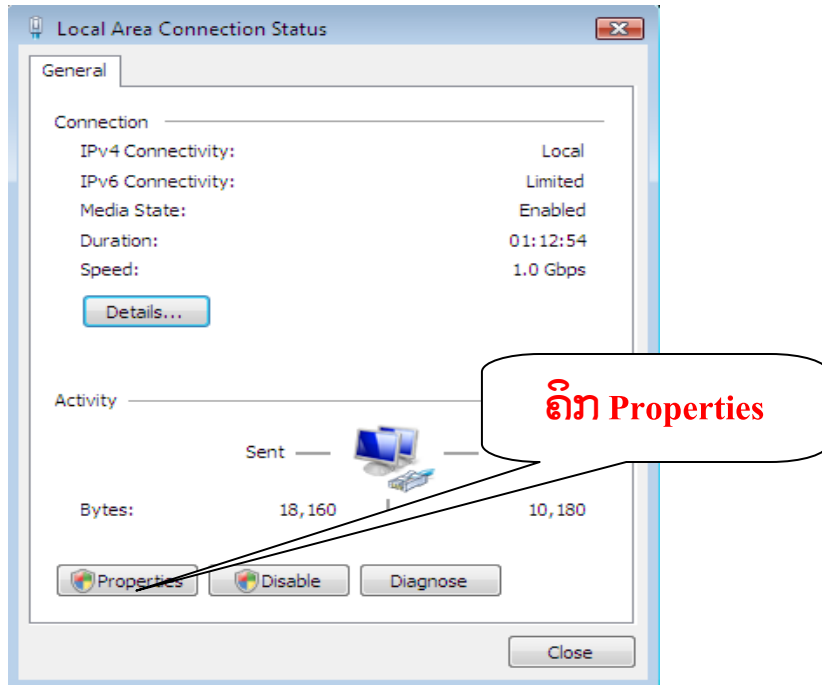 Local Area Connection Status
General
Connection
IPv4 Connectivity: Local
IPv6 Connectivity: Limited
Media State: Enabled
Duration: 01:12:54
Speed: 1.0 Gbps
Details...
ຄິກ Properties
Activity
Sent
Bytes: 18,160 10,180
Properties Disable Diagnose
Close